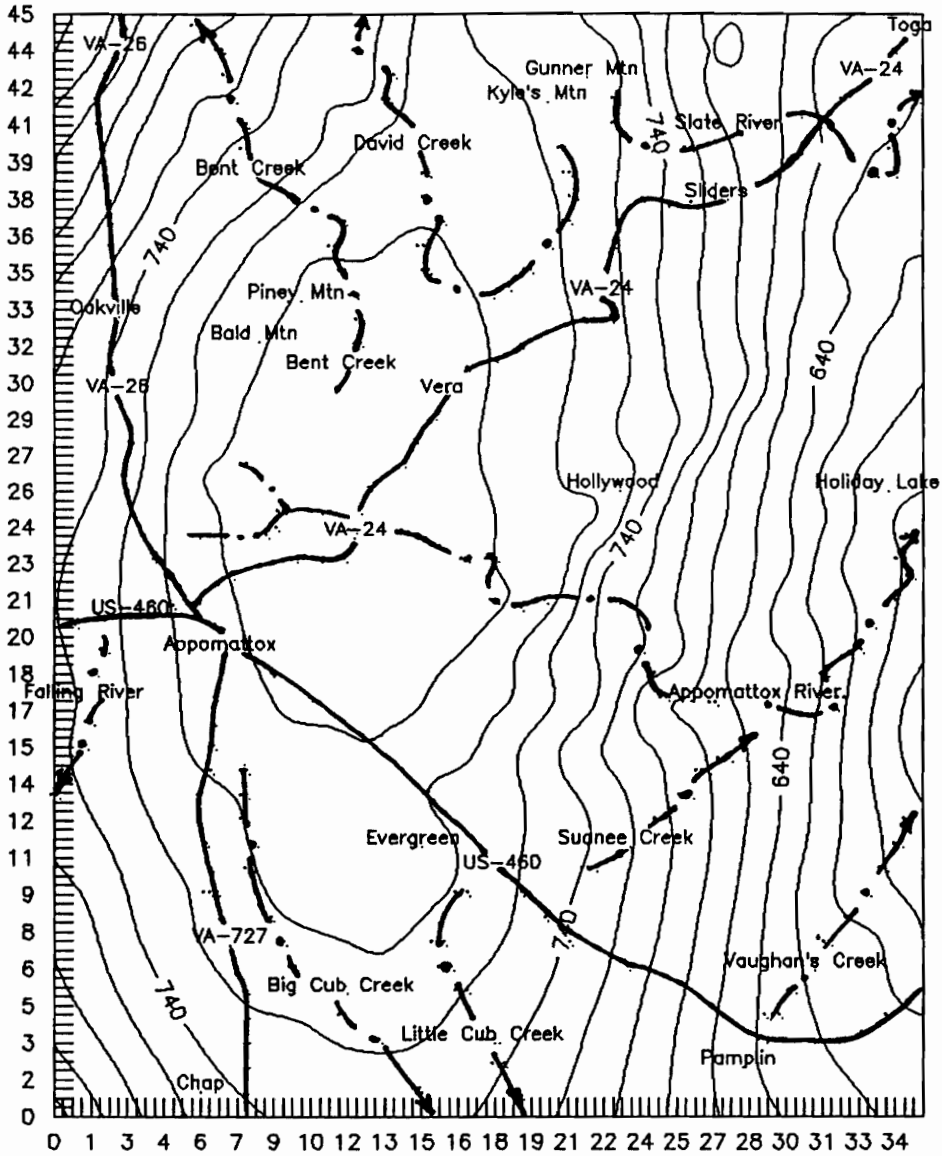 45
Toga
44
VA-26
Gunner Mtn
VA-24
42
Kyle's Mtn
41
Slate River
740
David Creek
39
Bent Creek
38
Sliders
36
740
35
Piney Mtn
VA-24
33
Oakville
Bald Mtn
32
Bent Creek
640
30
VA-26
Vera
29
27
26
Hollywood
Holiday Lake
24
VA-24
740
23
21
US-460
20
Appomattox
18
Falling River
Appomattox River
17
15
640
14
12
Evergreen
Suanee Creek
11
US-460
9
8
VA-727
740
6
Vaughan's Creek
Big Cub Creek
5
740
Little Cub Creek
3
Pamplin
2
Chap
0
0 1 3 4 6 7 9 10 12 13 15 16 18 19 21 22 24 25 27 28 30 31 33 34